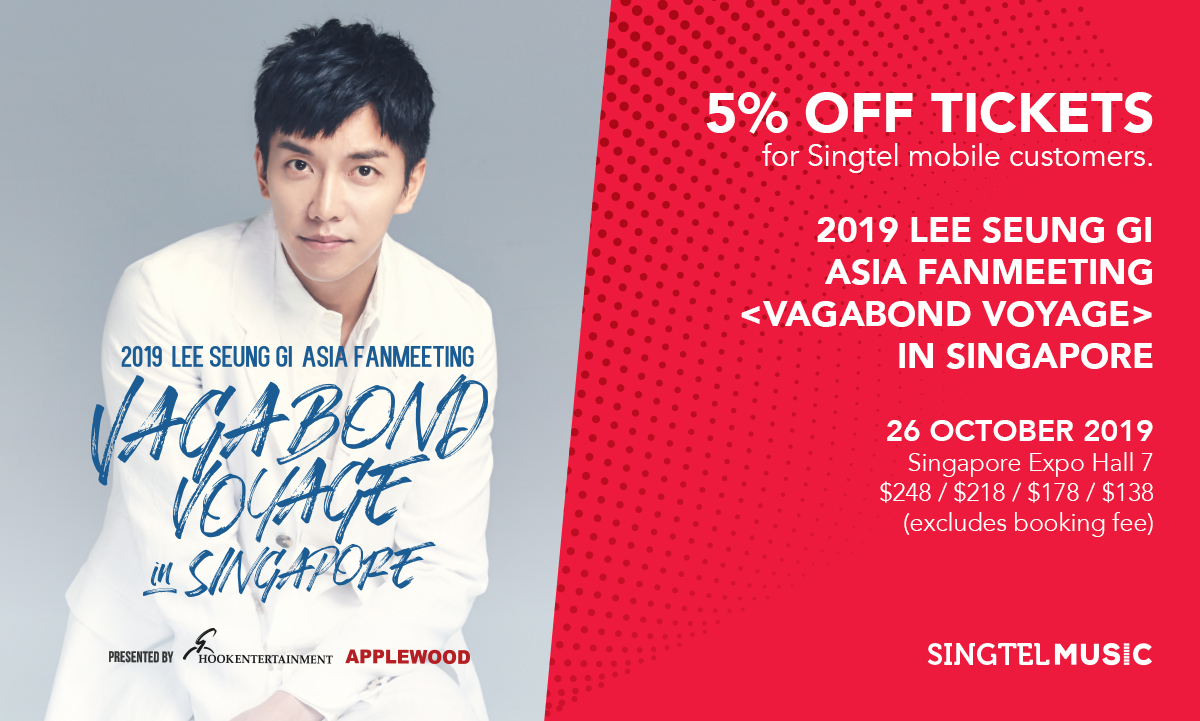 2019 LEE SEUNG GI ASIA FANMEETING
VAGABOND
VOYAGE
in SINGAPORE
PRESENTED BY HOOKENTERTAINMENT APPLEWOOD
5% OFF TICKETS
for Singtel mobile customers.
2019 LEE SEUNG GI
ASIA FANMEETING
<VAGABOND VOYAGE>
IN SINGAPORE
26 OCTOBER 2019
Singapore Expo Hall 7
$248 / $218 / $178 / $138
(excludes booking fee)
SINGTEL MUSIC